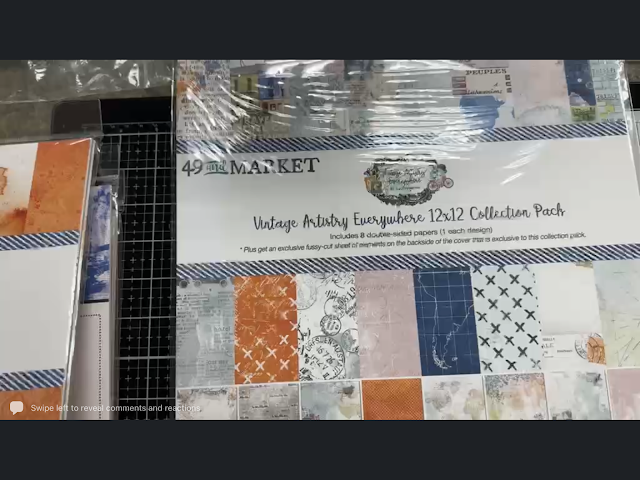 PEUPLES
49 and MARKET
Vintage Artistry Everywhere 12x12 Collection Pack
Includes 8 double-sided papers (1 each design)
* Plus get an exclusive fussy-cut sheet of elements on the backside of the cover that is exclusive to this collection pack.
Swipe left to reveal comments and reactions